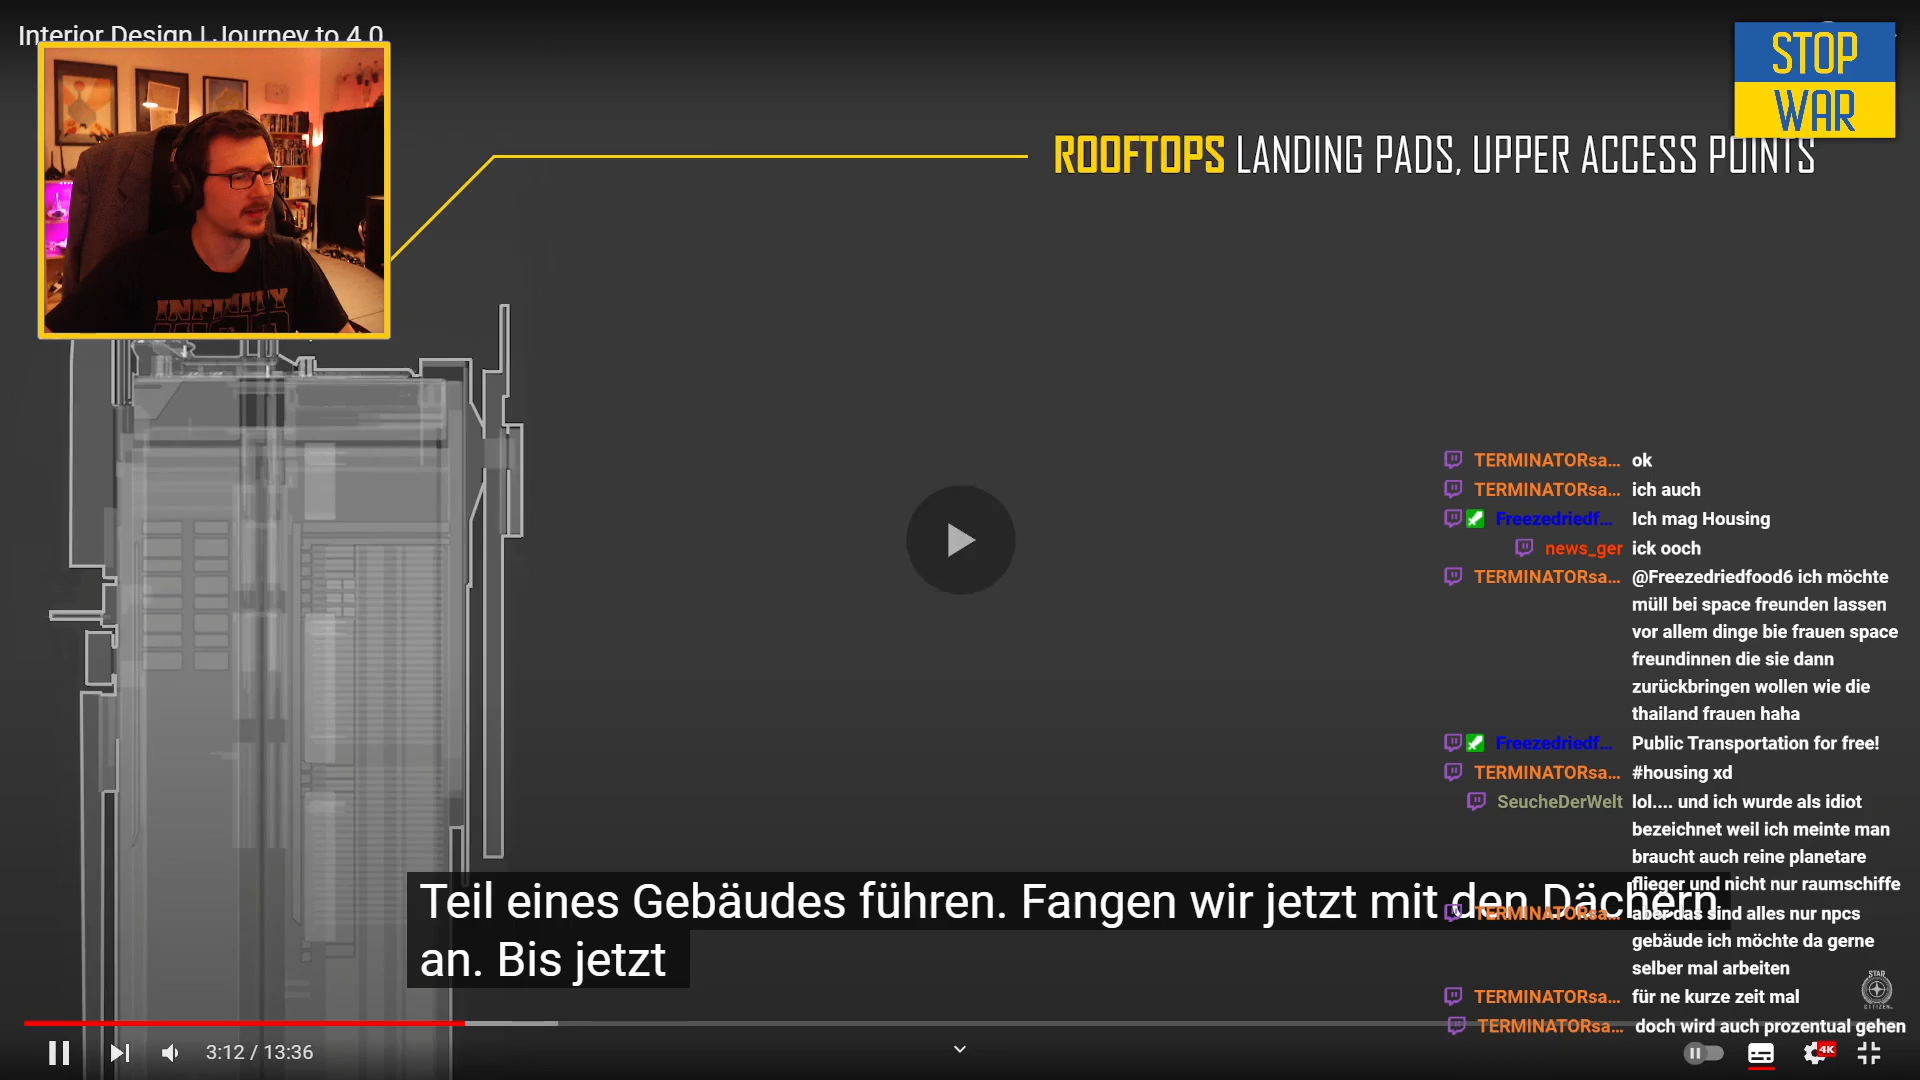 Interior Design | Journey to 4.0
STOP
WAR
ROOFTOPS LANDING PADS, UPPER ACCESS POINTS
INFINITY
TERMINATORsa... ok
TERMINATORsa... ich auch
Freezedriedf... Ich mag Housing
news_ger ick ooch
TERMINATORsa... @Freezedriedfood6 ich möchte
müll bei space freunden lassen
vor allem dinge bie frauen space
freundinnen die sie dann
zurückbringen wollen wie die
thailand frauen haha
Freezedriedf... Public Transportation for free!
TERMINATORsa... #housing xd
SeucheDerWelt lol.... und ich wurde als idiot
bezeichnet weil ich meinte man
braucht auch reine planetare
flieger und nicht nur raumschiffe
TERMINATORsa... aber das sind alles nur npcs
gebäude ich möchte da gerne
selber mal arbeiten
TERMINATORsa... für ne kurze zeit mal
TERMINATORsa... doch wird auch prozentual gehen
Teil eines Gebäudes führen. Fangen wir jetzt mit den Dächern
an. Bis jetzt
STAR
CITIZEN
3:12 / 13:36
4K